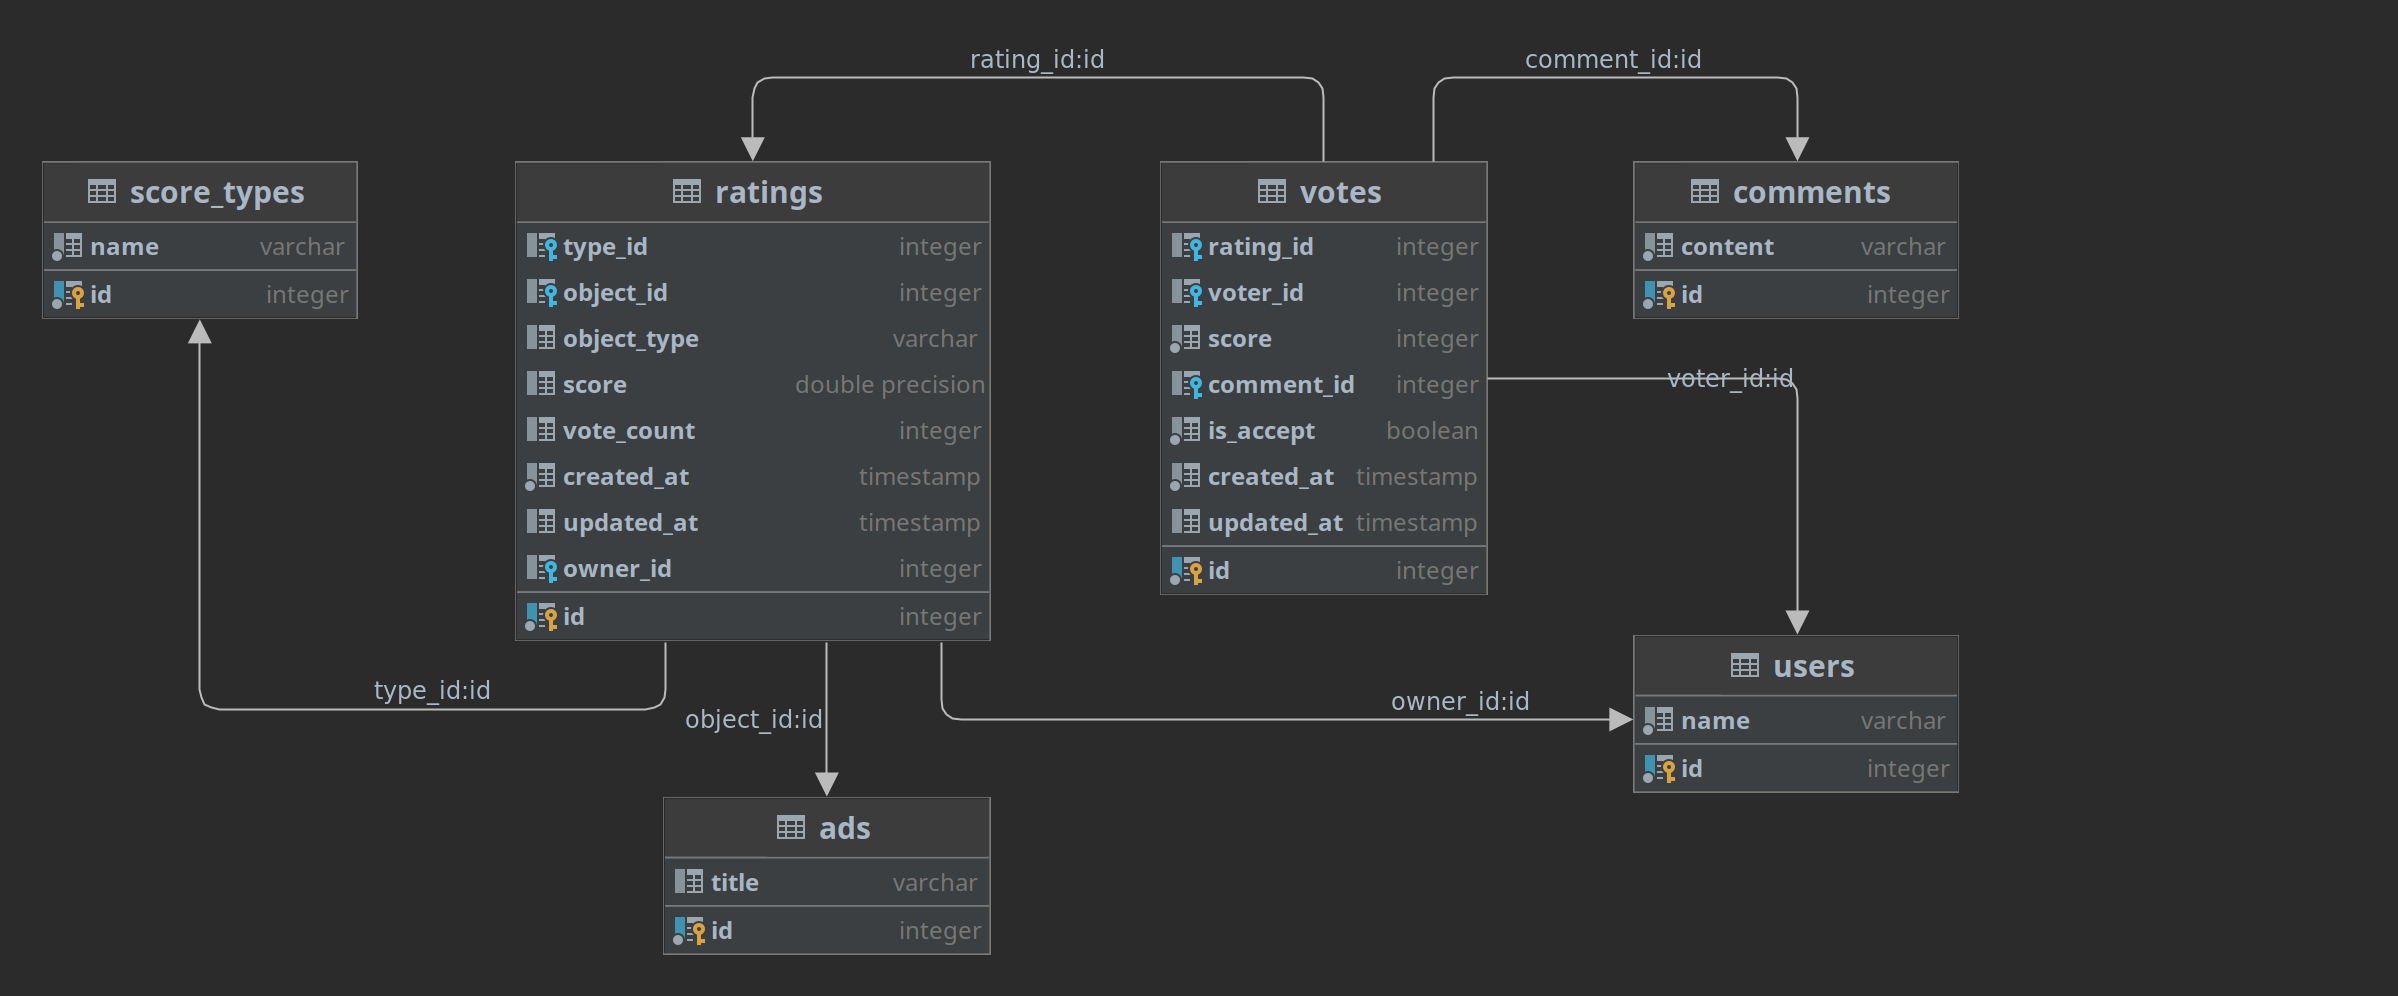 rating_id:id
comment_id:id
score_types
name varchar
id integer
ratings
type_id integer
object_id integer
object_type varchar
score double precision
vote_count integer
created_at timestamp
updated_at timestamp
owner_id integer
id integer
votes
rating_id integer
voter_id integer
score integer
comment_id integer
is_accept boolean
created_at timestamp
updated_at timestamp
id integer
comments
content varchar
id integer
voter_id:id
type_id:id
object_id:id
owner_id:id
users
name varchar
id integer
ads
title varchar
id integer